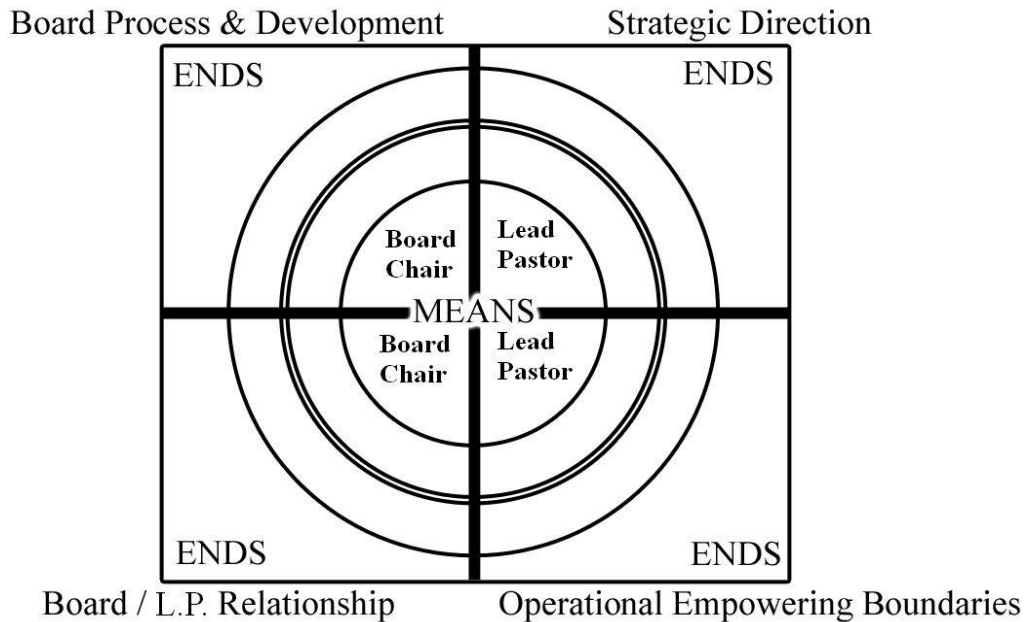 Board Process & Development
Strategic Direction
ENDS
ENDS
Board
Chair
Lead
Pastor
MEANS
Board
Chair
Lead
Pastor
ENDS
ENDS
Board / L.P. Relationship
Operational Empowering Boundaries